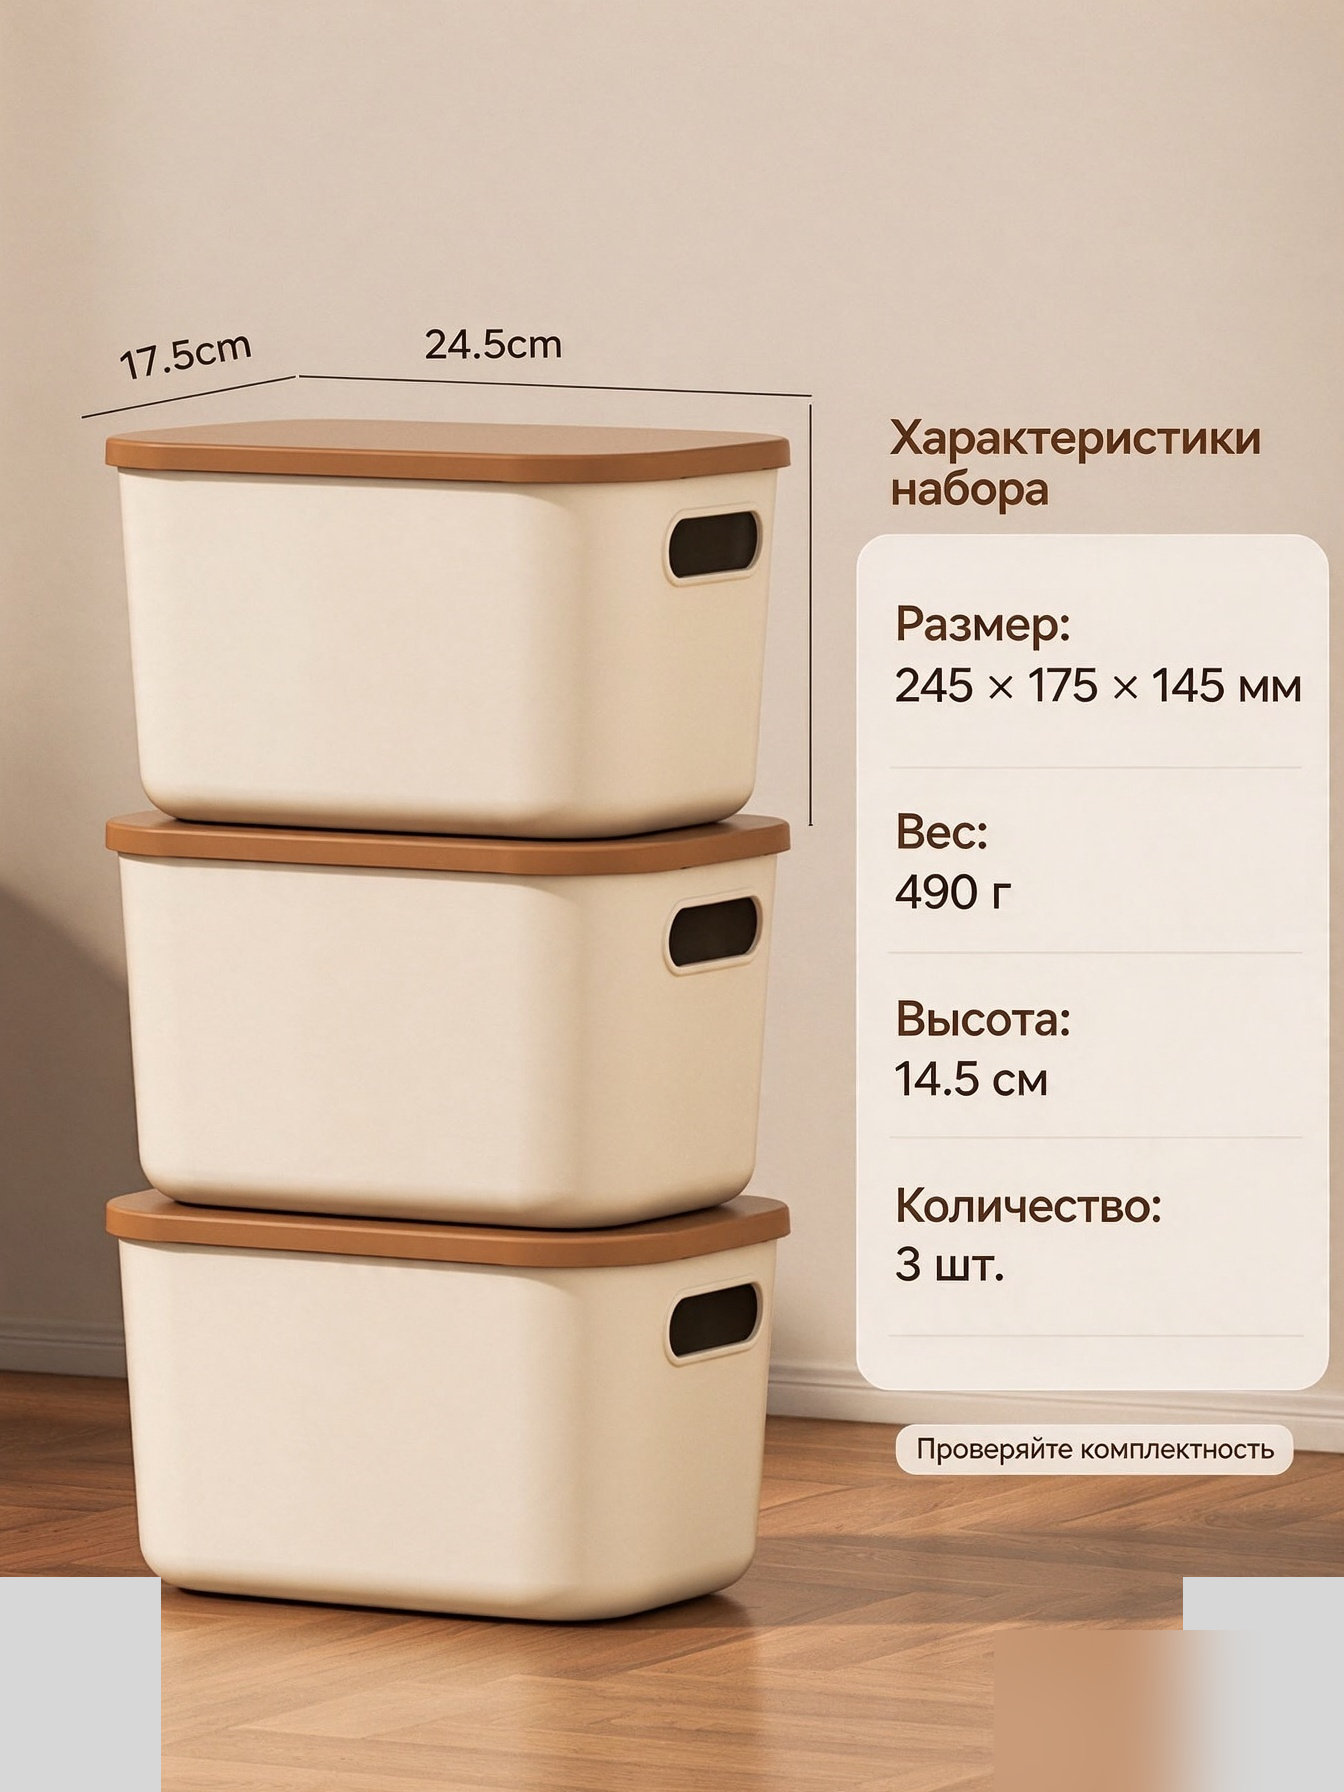 17.5cm
24.5cm
Характеристики
набора
Размер:
245 × 175 × 145 мм
Вес:
490 г
Высота:
14.5 см
Количество:
3 шт.
Проверяйте комплектность